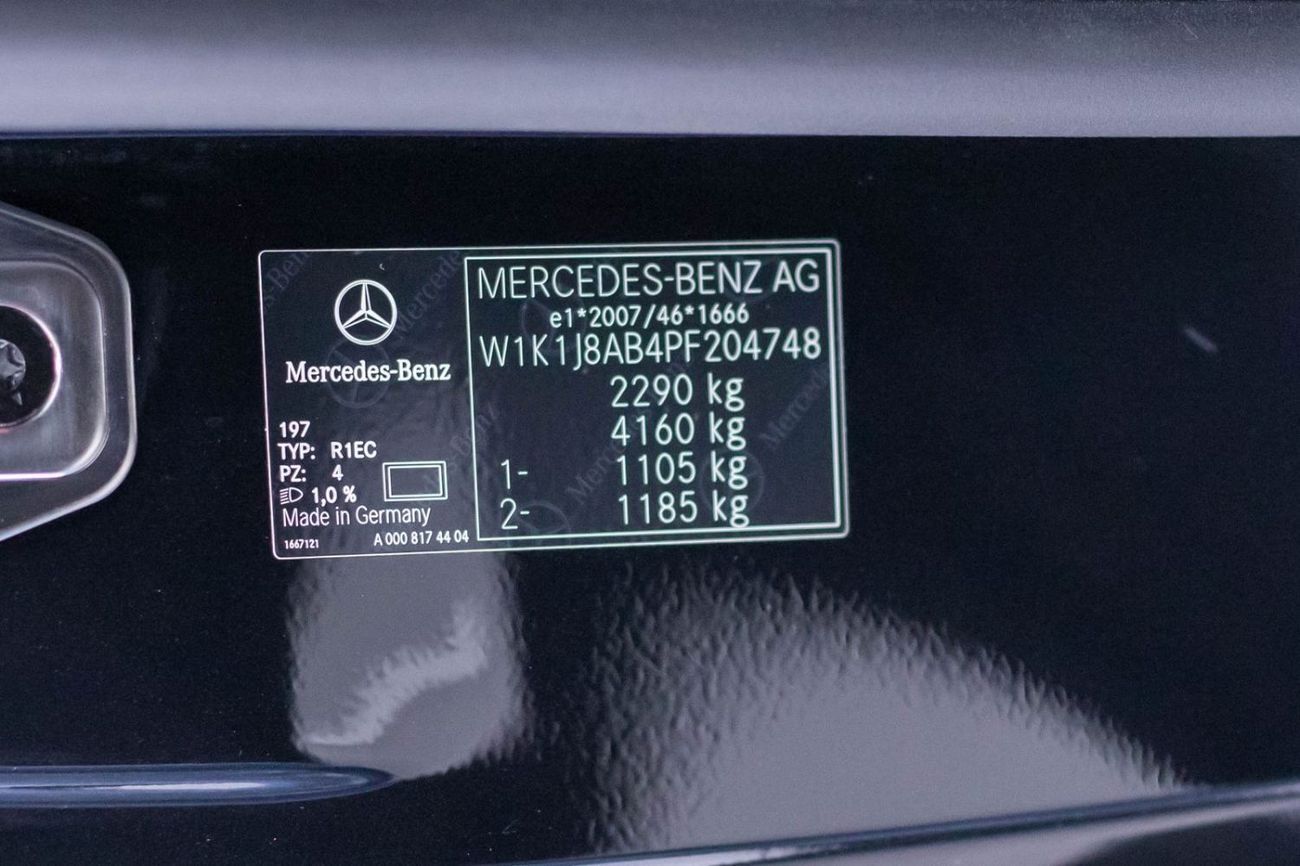 Mercedes-Benz
197
TYP: R1EC
PZ: 4
1,0 %
Made in Germany
1667121 A 000 817 44 04
MERCEDES-BENZ AG
e1*2007/46*1666
W1K1J8AB4PF204748
2290 kg
4160 kg
1- 1105 kg
2- 1185 kg